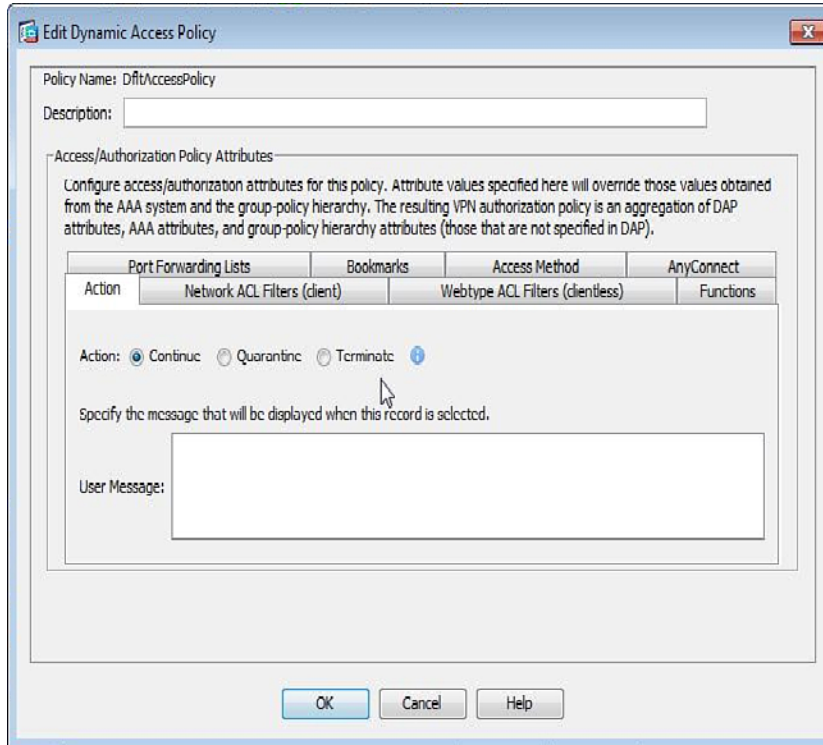 Edit Dynamic Access Policy
Policy Name: DfltAccessPolicy
Description:
Access/Authorization Policy Attributes
Configure access/authorization attributes for this policy. Attribute values specified here will override those values obtained
from the AAA system and the group-policy hierarchy. The resulting VPN authorization policy is an aggregation of DAP
attributes, AAA attributes, and group-policy hierarchy attributes (those that are not specified in DAP).
Port Forwarding Lists Bookmarks Access Method AnyConnect
Action Network ACL Filters (client) Webtype ACL Filters (clientless) Functions
Action: Continue Quarantine Terminate
Specify the message that will be displayed when this record is selected.
User Message:
OK Cancel Help